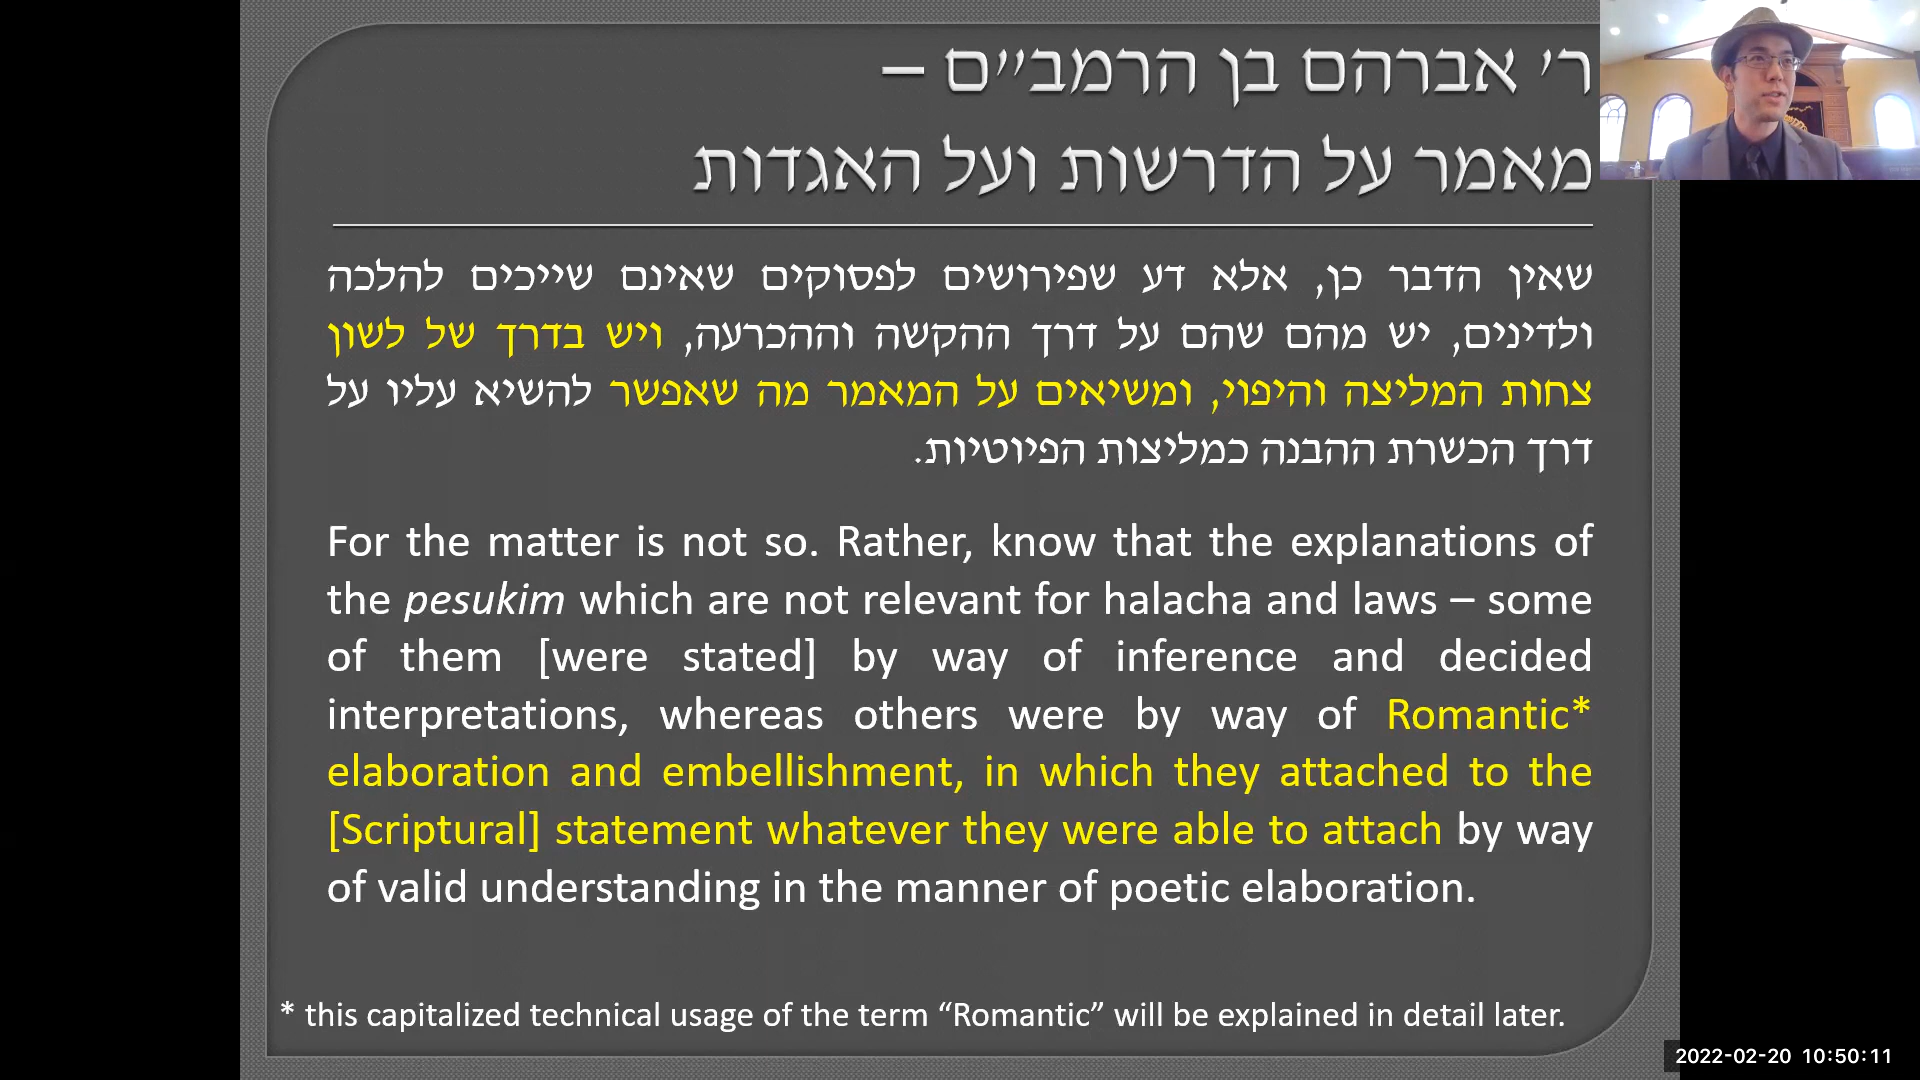 ר׳ אברהם בן הרמב״ם –
מאמר על הדרשות ועל האגדות
שאין הדבר כן, אלא דע שפירושים לפסוקים שאינם שייכים להלכה
ולדינים, יש מהם שהם על דרך ההקשה וההכרעה, ויש בדרך של לשון
צחות המליצה והיפוי, ומשיאים על המאמר מה שאפשר להשיא עליו על
דרך הכשרת ההבנה כמליצות הפיוטיות.
For the matter is not so. Rather, know that the explanations of
the pesukim which are not relevant for halacha and laws – some
of them [were stated] by way of inference and decided
interpretations, whereas others were by way of Romantic*
elaboration and embellishment, in which they attached to the
[Scriptural] statement whatever they were able to attach by way
of valid understanding in the manner of poetic elaboration.
* this capitalized technical usage of the term “Romantic” will be explained in detail later.
2022-02-20 10:50:11